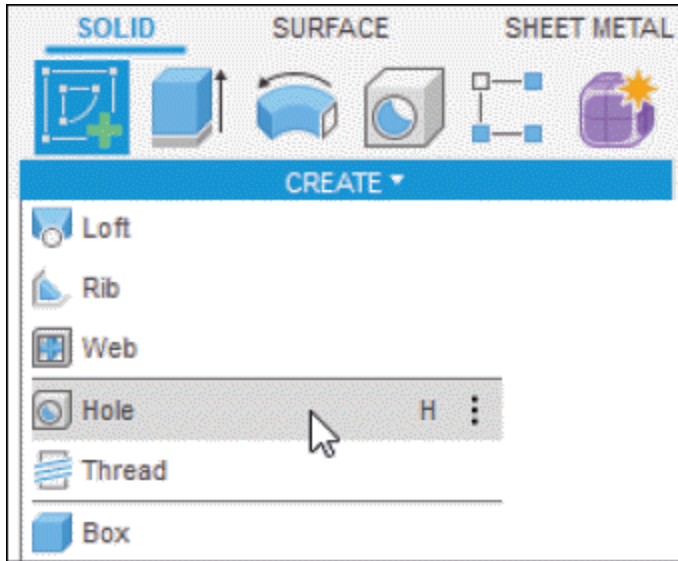 SOLID SURFACE SHEET METAL
CREATE
Loft
Rib
Web
Hole H
Thread
Box